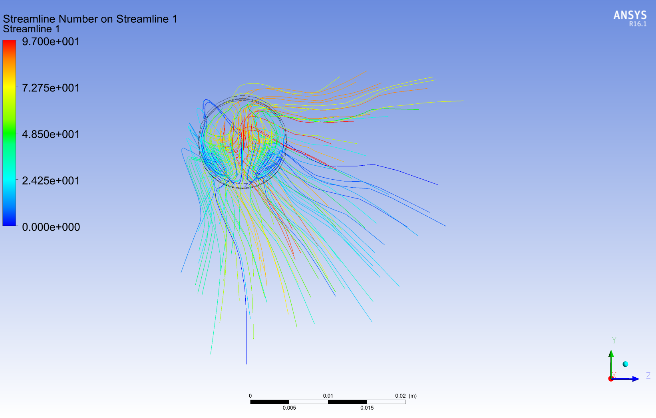 Streamline Number on Streamline 1
Streamline 1
9.700e+001
7.275e+001
4.850e+001
2.425e+001
0.000e+000
ANSYS
R16.1
Y
Z
0 0.01 0.02 (m)
0.005 0.015